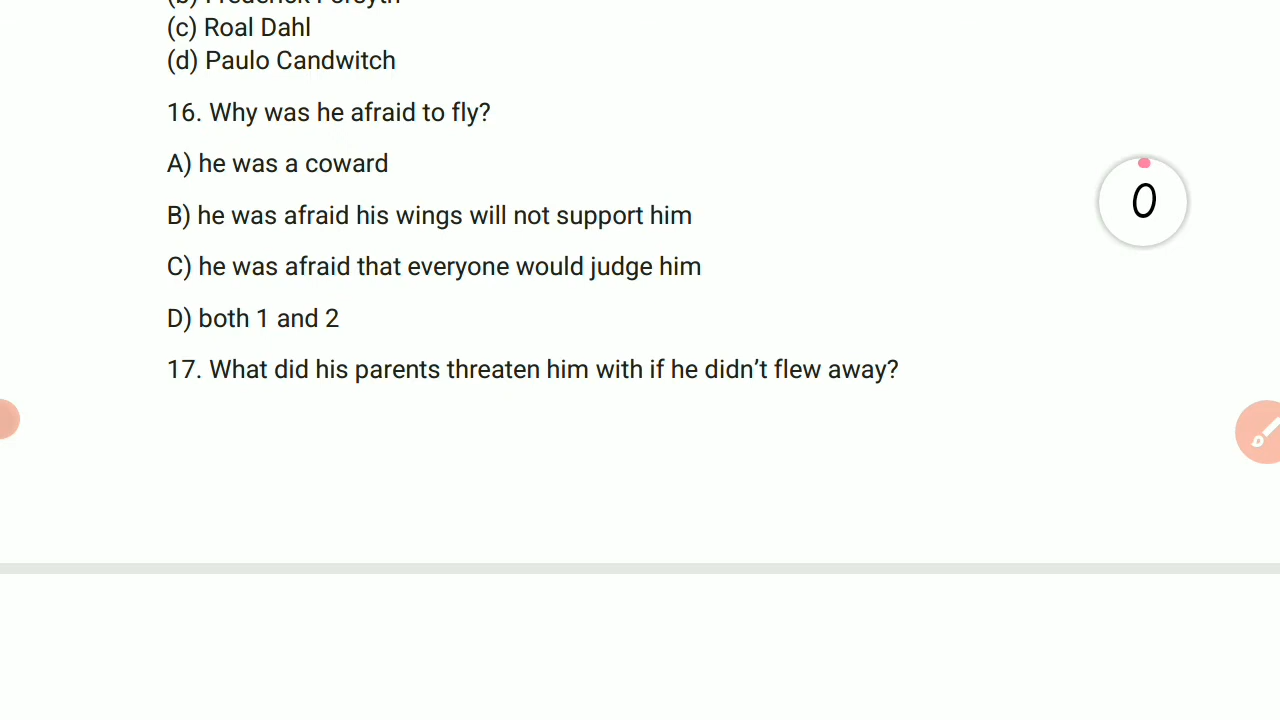 (b) Frederick Forsyth
(c) Roal Dahl
(d) Paulo Candwitch
16. Why was he afraid to fly?
A) he was a coward
B) he was afraid his wings will not support him
C) he was afraid that everyone would judge him
D) both 1 and 2
17. What did his parents threaten him with if he didn't flew away?
0